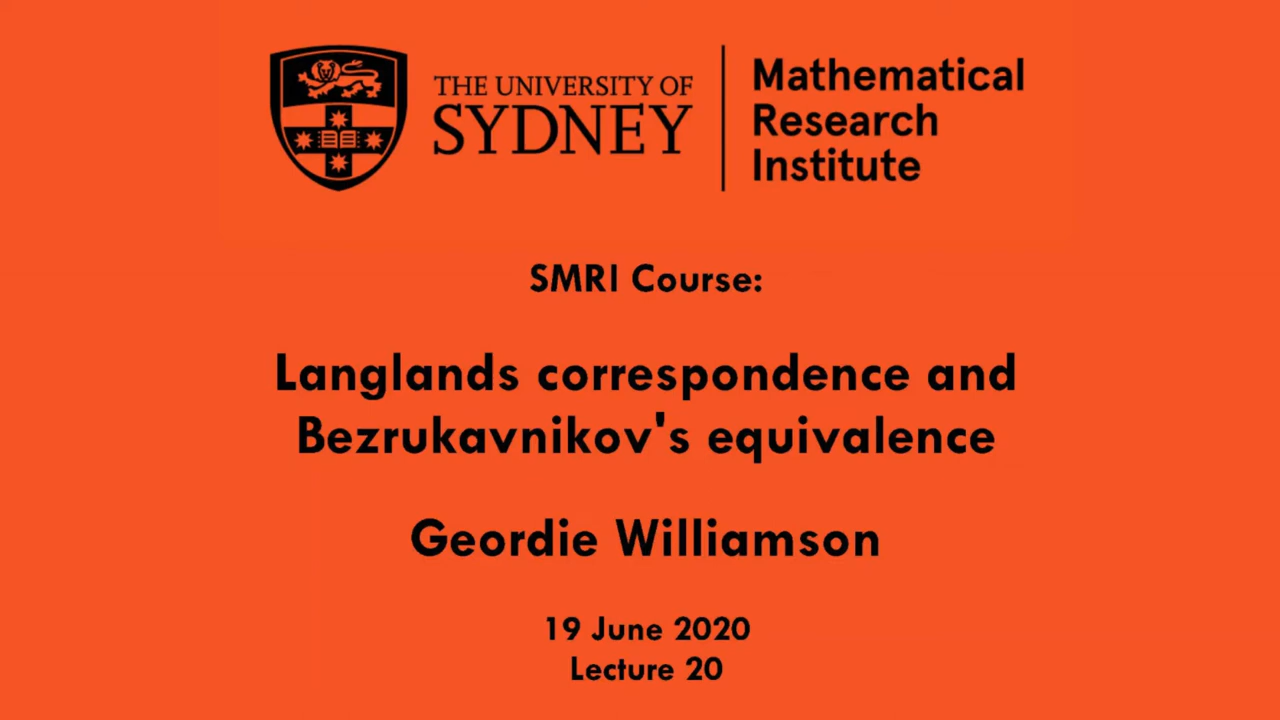 THE UNIVERSITY OF
SYDNEY
Mathematical
Research
Institute
SMRI Course:
Langlands correspondence and
Bezrukavnikov's equivalence
Geordie Williamson
19 June 2020
Lecture 20